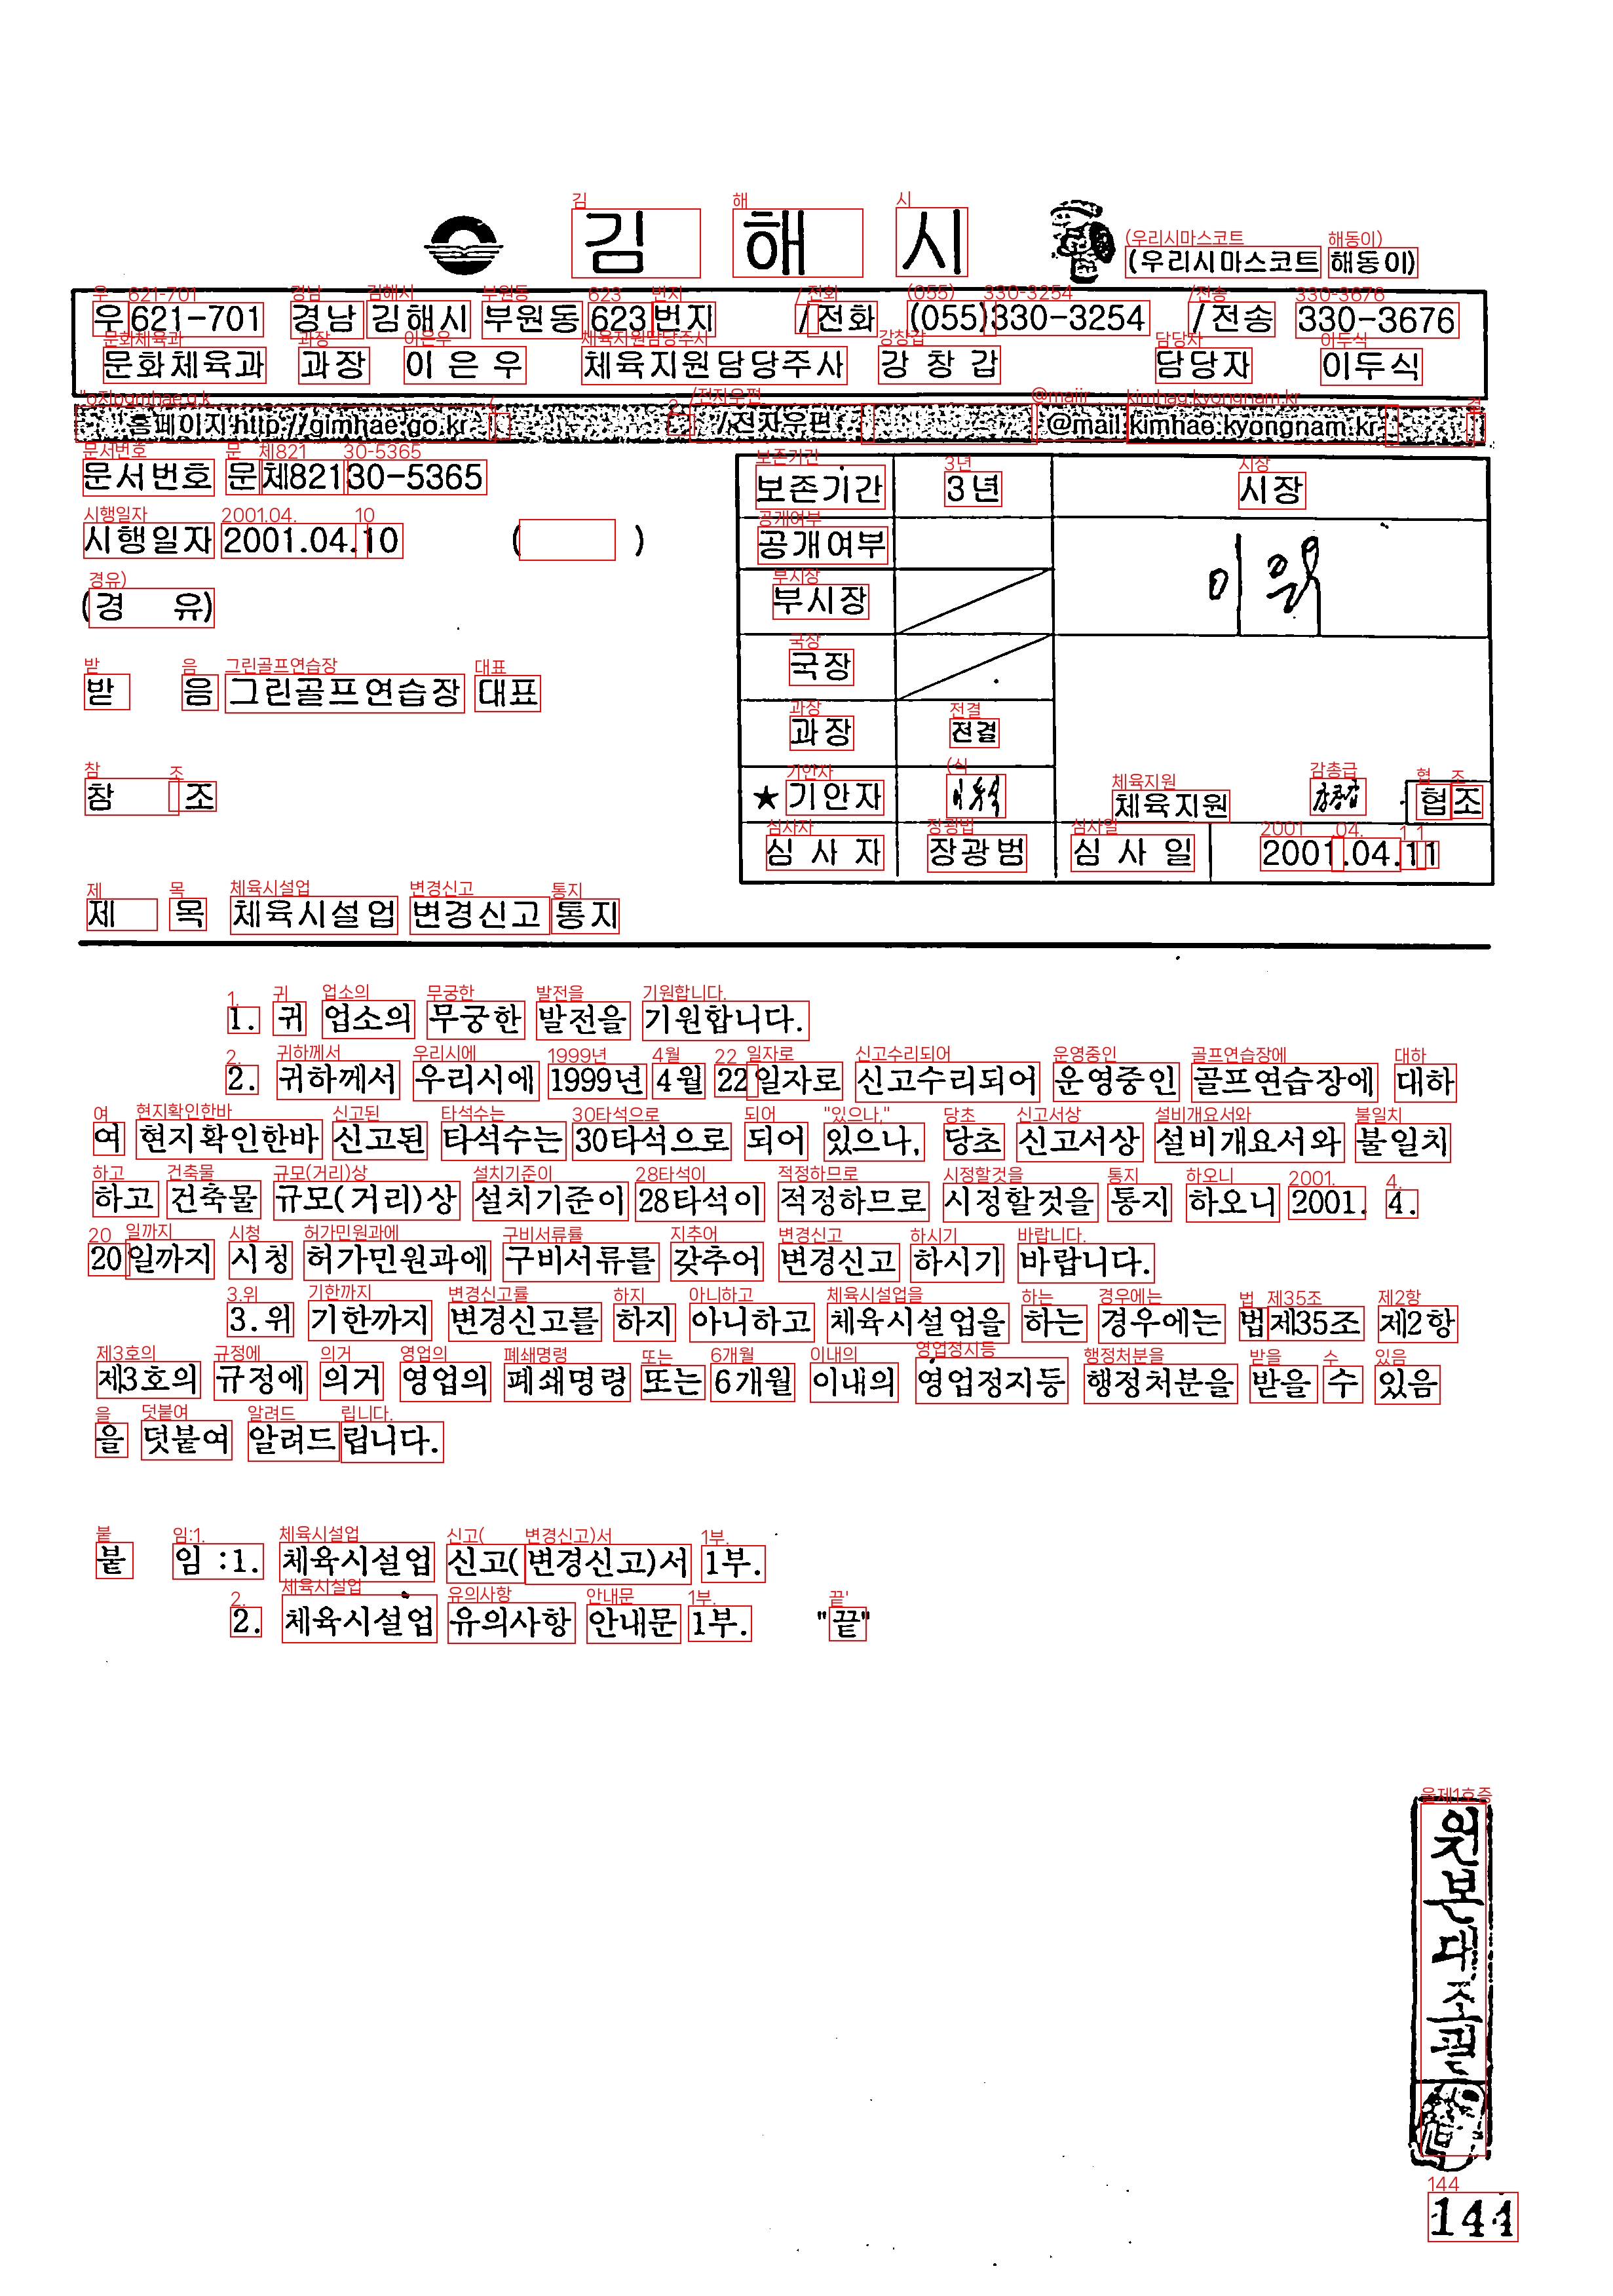 김 해 시 (우리시마스코트 해동이)
우621-701 경남 김해시 부원동 623번지 /전화 (055)330-3254 /전송 330-3676
문화체육과 과장 이 은 우 체육지원담당주사 강 창 갑 담당자 이두식
홈페이지 http://gimhae.go.kr /전자우편 @mail.kimhae.kyongnam.kr
문서번호 문체82130-5365
시행일자 2001.04.10 ( )
(경 유)
받 음 그린골프연습장 대표
참 조
보존기간 3년 시장
공개여부
부시장
국장
과장 전결
★기안자 체육지원 협조
심 사 자 장광범 심 사 일 2001.04.11
제 목 체육시설업 변경신고 통지
1. 귀 업소의 무궁한 발전을 기원합니다.
2. 귀하께서 우리시에 1999년 4월 22일자로 신고수리되어 운영중인 골프연습장에 대하
여 현지확인한바 신고된 타석수는 30타석으로 되어 있으나, 당초 신고서상 설비개요서와 불일치
하고 건축물 규모(거리)상 설치기준이 28타석이 적정하므로 시정할것을 통지 하오니 2001. 4.
20일까지 시청 허가민원과에 구비서류를 갖추어 변경신고 하시기 바랍니다.
3.위 기한까지 변경신고를 하지 아니하고 체육시설업을 하는 경우에는 법제35조 제2항
제3호의 규정에 의거 영업의 폐쇄명령 또는 6개월 이내의 영업정지등 행정처분을 받을 수 있음
을 덧붙여 알려드립니다.
붙 임 :1. 체육시설업 신고(변경신고)서 1부.
2. 체육시설업 유의사항 안내문 1부. "끝"
원본대조필
144